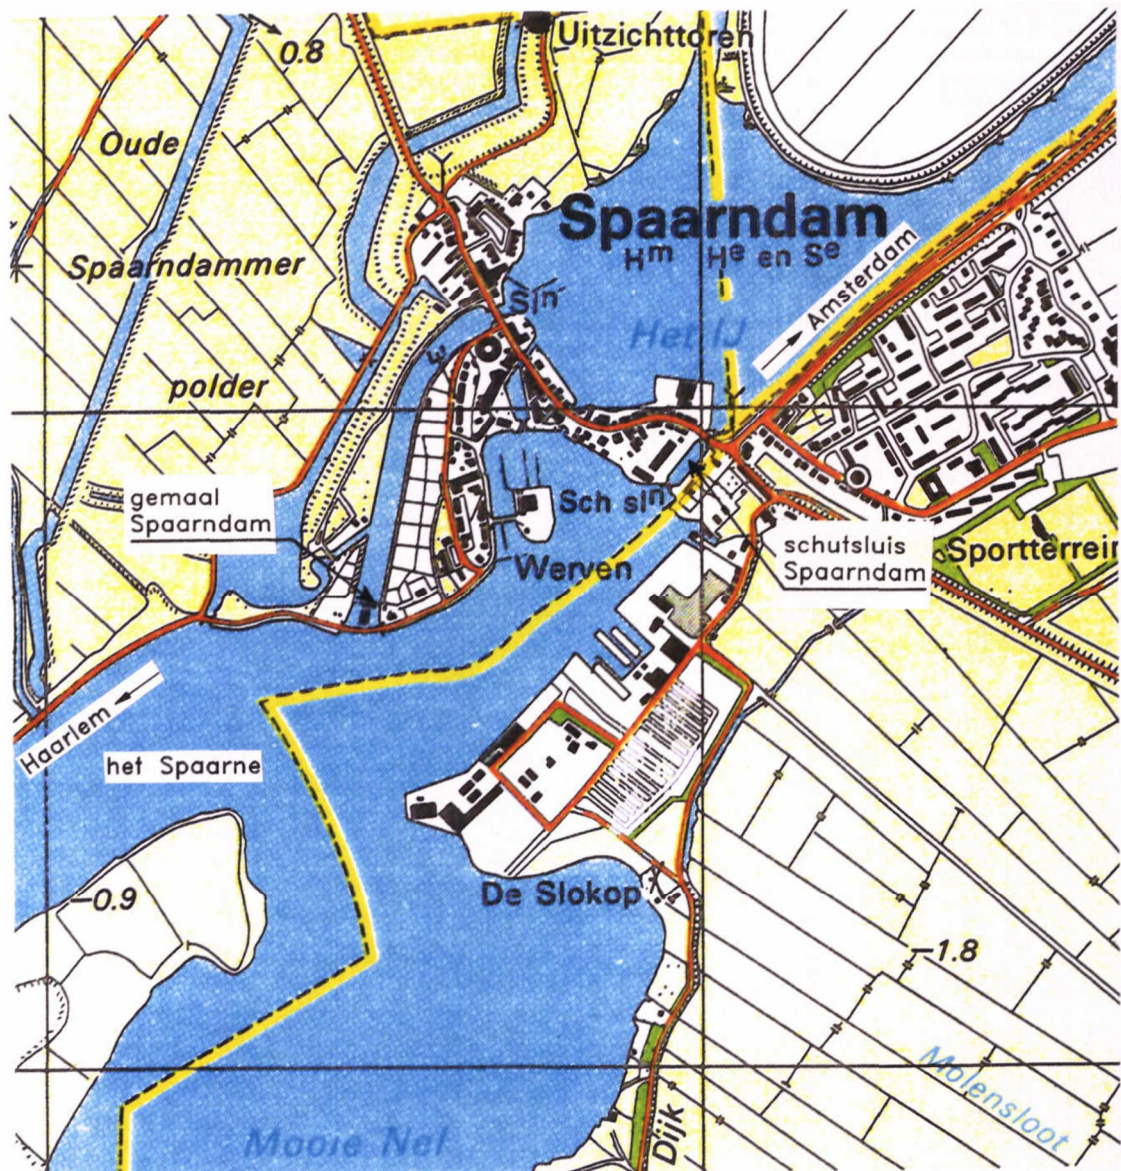 0.8
Uitzichttoren
Oude
Spaarndammer
polder
Spaarndam
Hm He en Se
Amsterdam
Sln
Het IJ
gemaal
Spaarndam
Sch sln
Werven
schutsluis
Spaarndam
Sportterrein
Haarlem
het Spaarne
-0.9
De Slokop
-1.8
Molensloot
Mooie Nel
Dijk